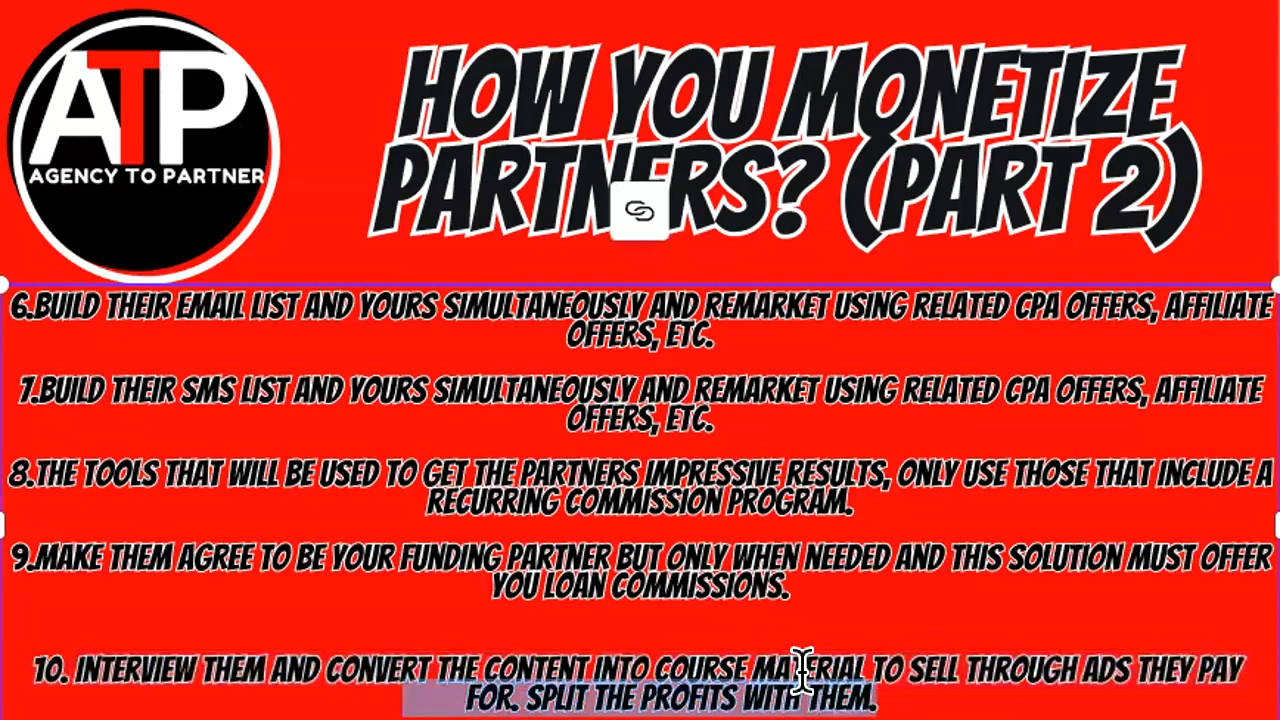 ATP
AGENCY TO PARTNER
HOW YOU MONETIZE
PARTNERS? (PART 2)
6.BUILD THEIR EMAIL LIST AND YOURS SIMULTANEOUSLY AND REMARKET USING RELATED CPA OFFERS, AFFILIATE
OFFERS, ETC.
7.BUILD THEIR SMS LIST AND YOURS SIMULTANEOUSLY AND REMARKET USING RELATED CPA OFFERS, AFFILIATE
OFFERS, ETC.
8.THE TOOLS THAT WILL BE USED TO GET THE PARTNERS IMPRESSIVE RESULTS, ONLY USE THOSE THAT INCLUDE A
RECURRING COMMISSION PROGRAM.
9.MAKE THEM AGREE TO BE YOUR FUNDING PARTNER BUT ONLY WHEN NEEDED AND THIS SOLUTION MUST OFFER
YOU LOAN COMMISSIONS.
10. INTERVIEW THEM AND CONVERT THE CONTENT INTO COURSE MATERIAL TO SELL THROUGH ADS THEY PAY
FOR. SPLIT THE PROFITS WITH THEM.